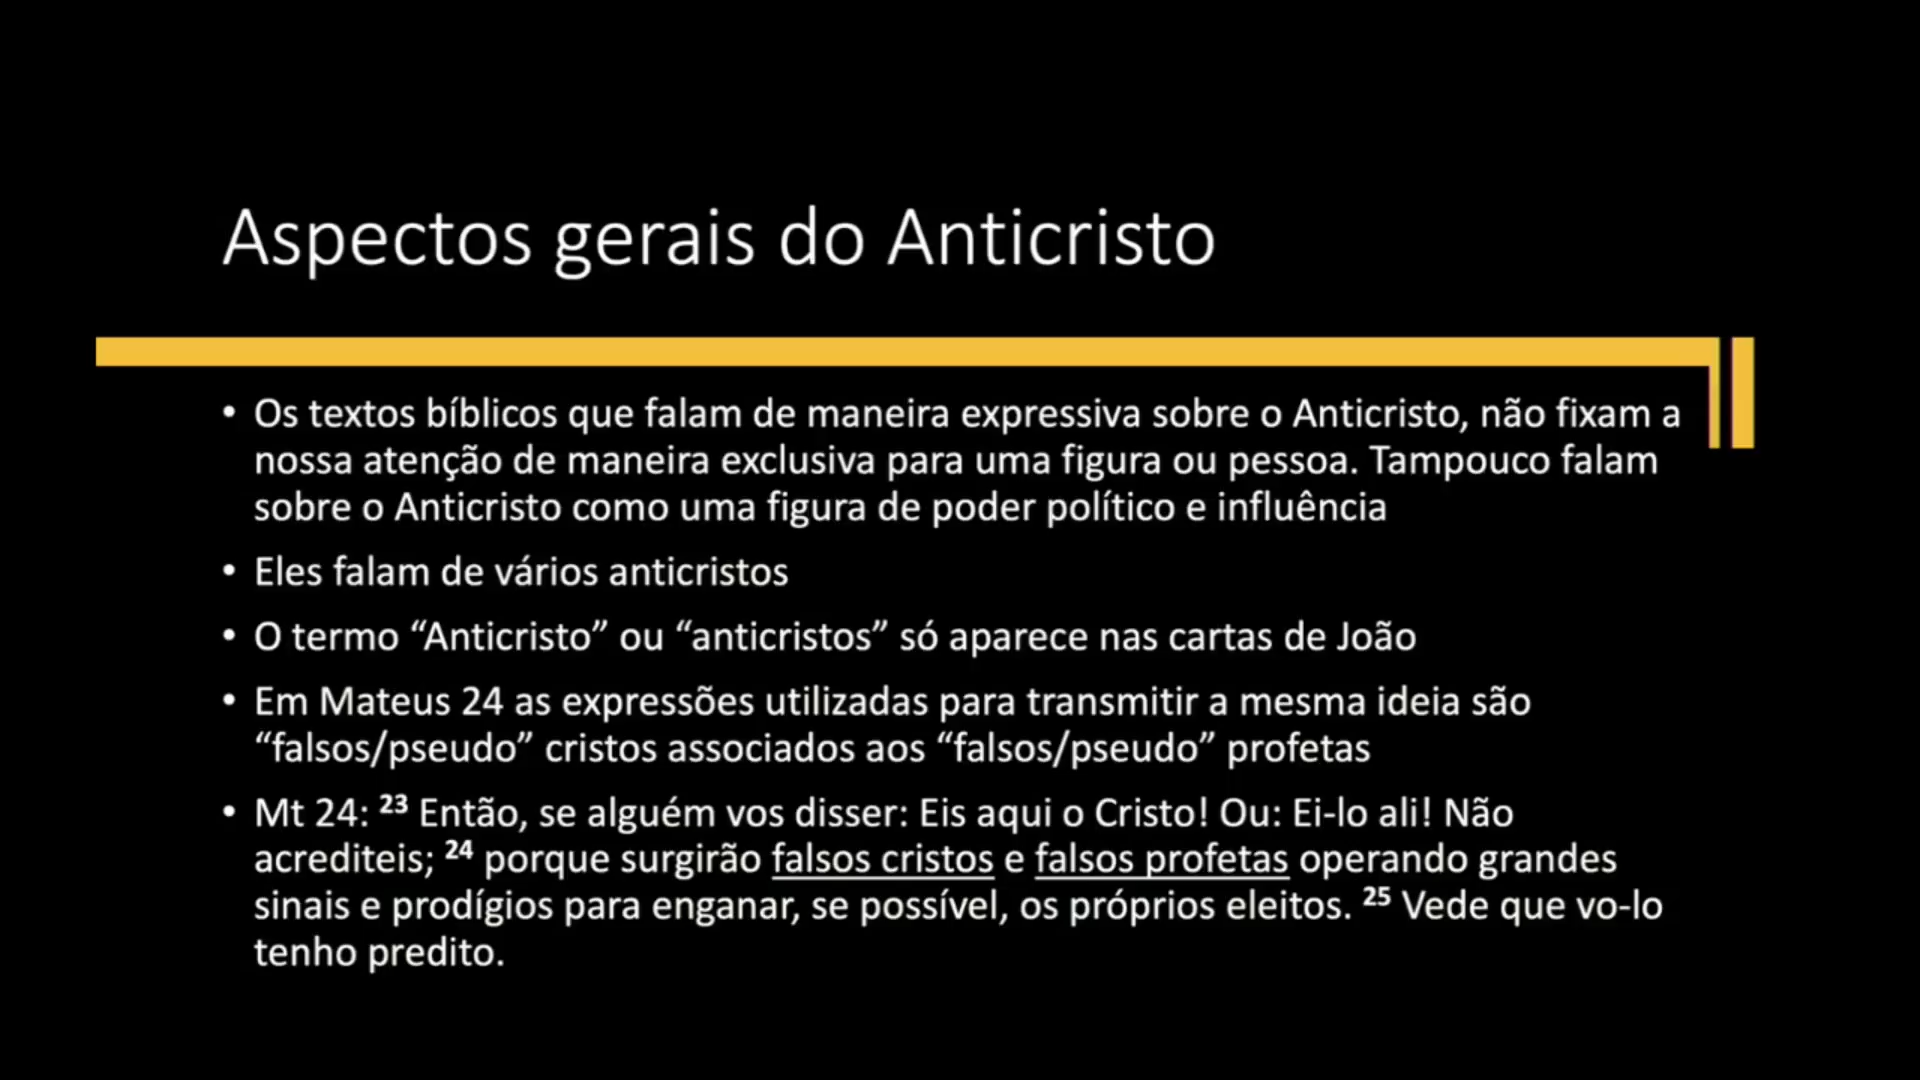 Aspectos gerais do Anticristo
• Os textos bíblicos que falam de maneira expressiva sobre o Anticristo, não fixam a
nossa atenção de maneira exclusiva para uma figura ou pessoa. Tampouco falam
sobre o Anticristo como uma figura de poder político e influência
• Eles falam de vários anticristos
• O termo “Anticristo” ou “anticristos” só aparece nas cartas de João
• Em Mateus 24 as expressões utilizadas para transmitir a mesma ideia são
“falsos/pseudo” cristos associados aos “falsos/pseudo” profetas
• Mt 24: ²³ Então, se alguém vos disser: Eis aqui o Cristo! Ou: Ei-lo ali! Não
acrediteis; ²⁴ porque surgirão falsos cristos e falsos profetas operando grandes
sinais e prodígios para enganar, se possível, os próprios eleitos. ²⁵ Vede que vo-lo
tenho predito.